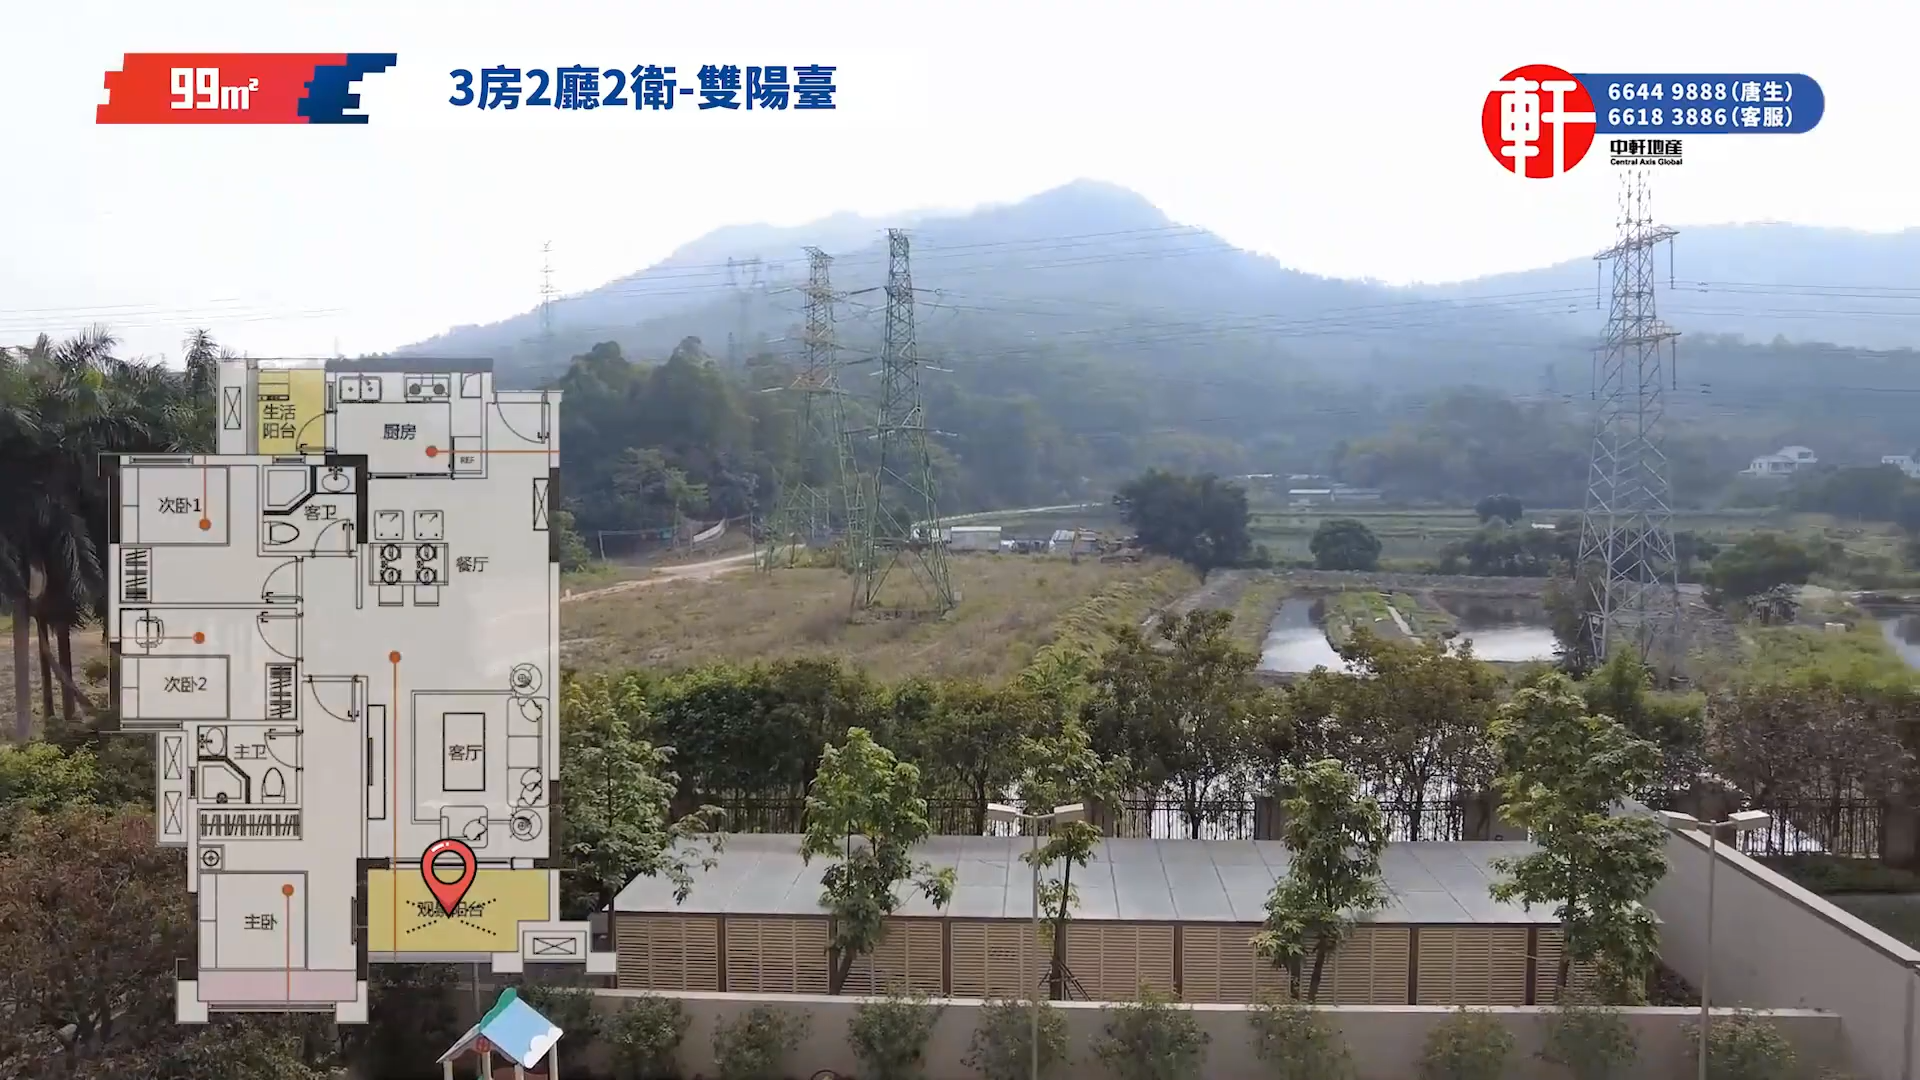 99m²
3房2廳2衛-雙陽臺
軒
6644 9888(唐生)
6618 3886(客服)
中軒地產
Central Axis Global
生活
阳台
厨房
次卧1
客卫
餐厅
次卧2
主卫
客厅
阳台
主卧